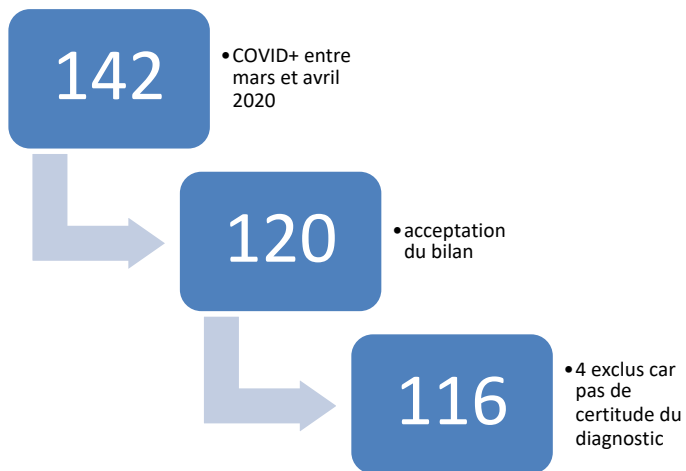 142
•COVID+ entre
mars et avril
2020
120
•acceptation
du bilan
116
•4 exclus car
pas de
certitude du
diagnostic